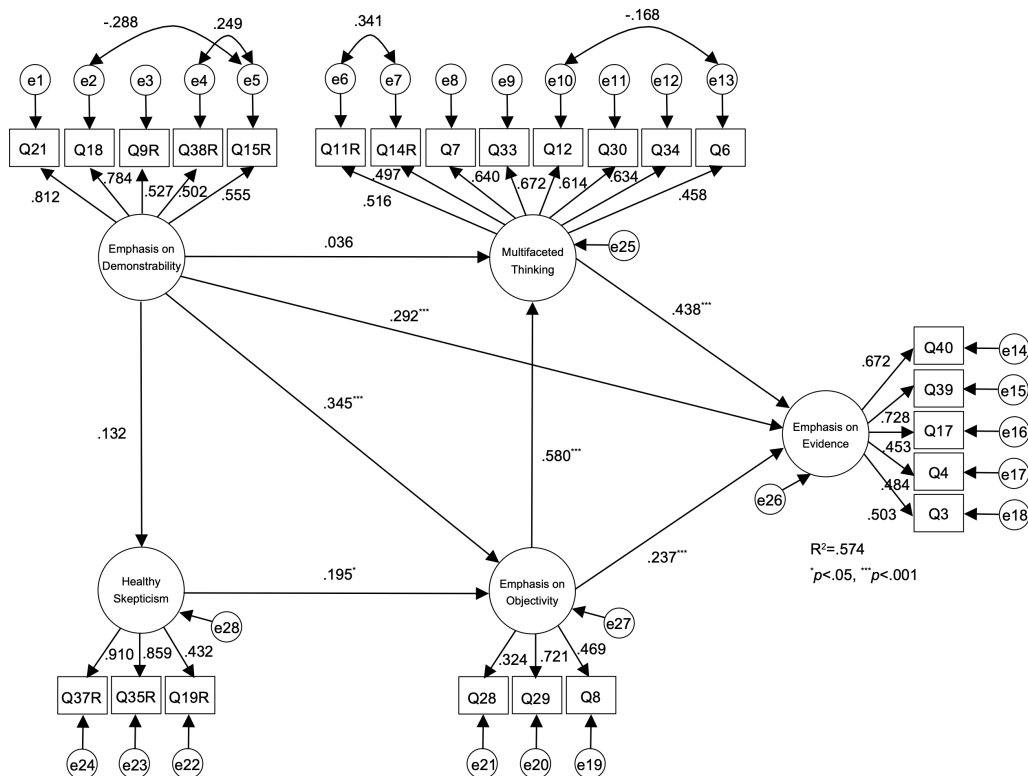 -.288
.249
.341
-.168
e1
e2
e3
e4
e5
e6
e7
e8
e9
e10
e11
e12
e13
Q21
Q18
Q9R
Q38R
Q15R
Q11R
Q14R
Q7
Q33
Q12
Q30
Q34
Q6
.812
.784
.527
.502
.555
.516
.497
.640
.672
.614
.634
.458
Emphasis on
Demonstrability
.036
Multifaceted
Thinking
e25
.292***
.438***
.345***
.132
.580***
Emphasis on
Evidence
e26
.672
.728
.453
.484
.503
Q40
Q39
Q17
Q4
Q3
e14
e15
e16
e17
e18
R²=.574
*p<.05, ***p<.001
Healthy
Skepticism
e28
.195*
Emphasis on
Objectivity
e27
.237***
.910
.859
.432
.324
.721
.469
Q37R
Q35R
Q19R
Q28
Q29
Q8
e24
e23
e22
e21
e20
e19